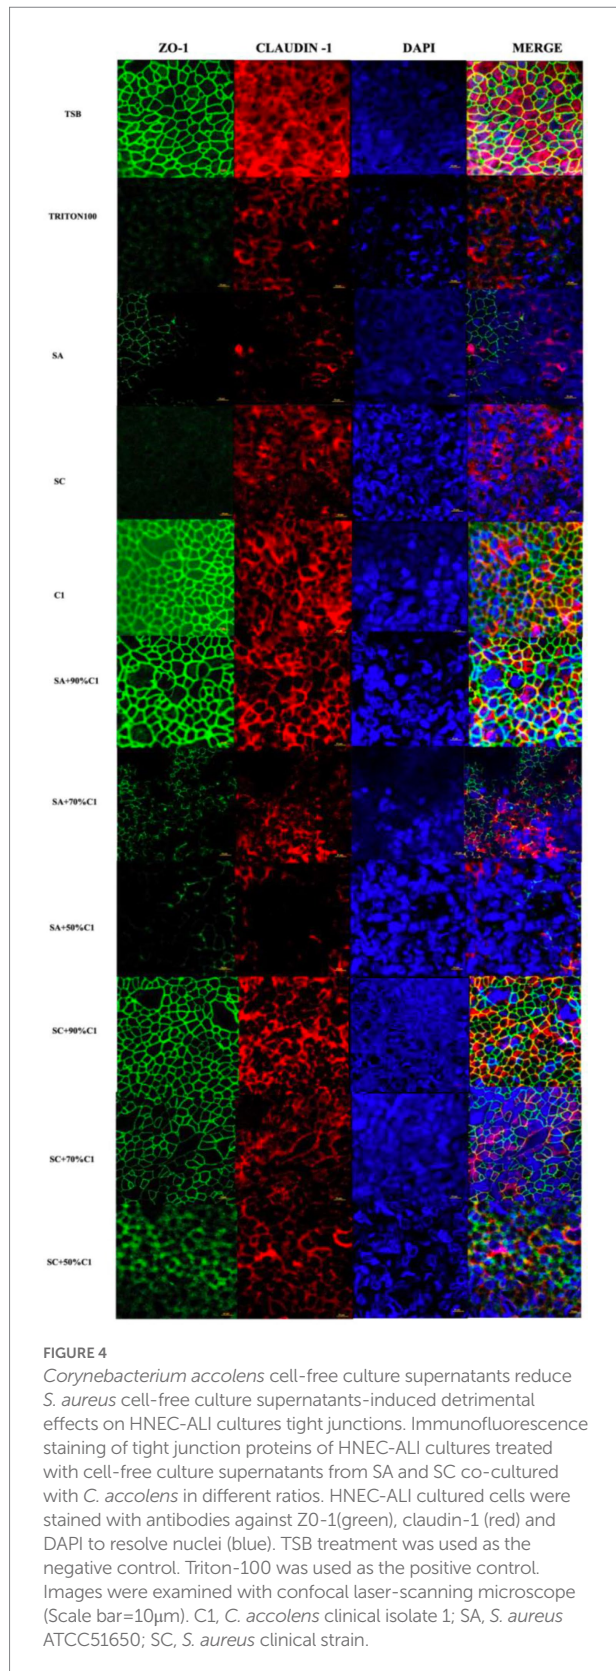 ZO-1 CLAUDIN -1 DAPI MERGE
TSB
TRITON100
SA
SC
C1
SA+90%C1
SA+70%C1
SA+50%C1
SC+90%C1
SC+70%C1
SC+50%C1
FIGURE 4
Corynebacterium accolens cell-free culture supernatants reduce
S. aureus cell-free culture supernatants-induced detrimental
effects on HNEC-ALI cultures tight junctions. Immunofluorescence
staining of tight junction proteins of HNEC-ALI cultures treated
with cell-free culture supernatants from SA and SC co-cultured
with C. accolens in different ratios. HNEC-ALI cultured cells were
stained with antibodies against Z0-1(green), claudin-1 (red) and
DAPI to resolve nuclei (blue). TSB treatment was used as the
negative control. Triton-100 was used as the positive control.
Images were examined with confocal laser-scanning microscope
(Scale bar=10μm). C1, C. accolens clinical isolate 1; SA, S. aureus
ATCC51650; SC, S. aureus clinical strain.